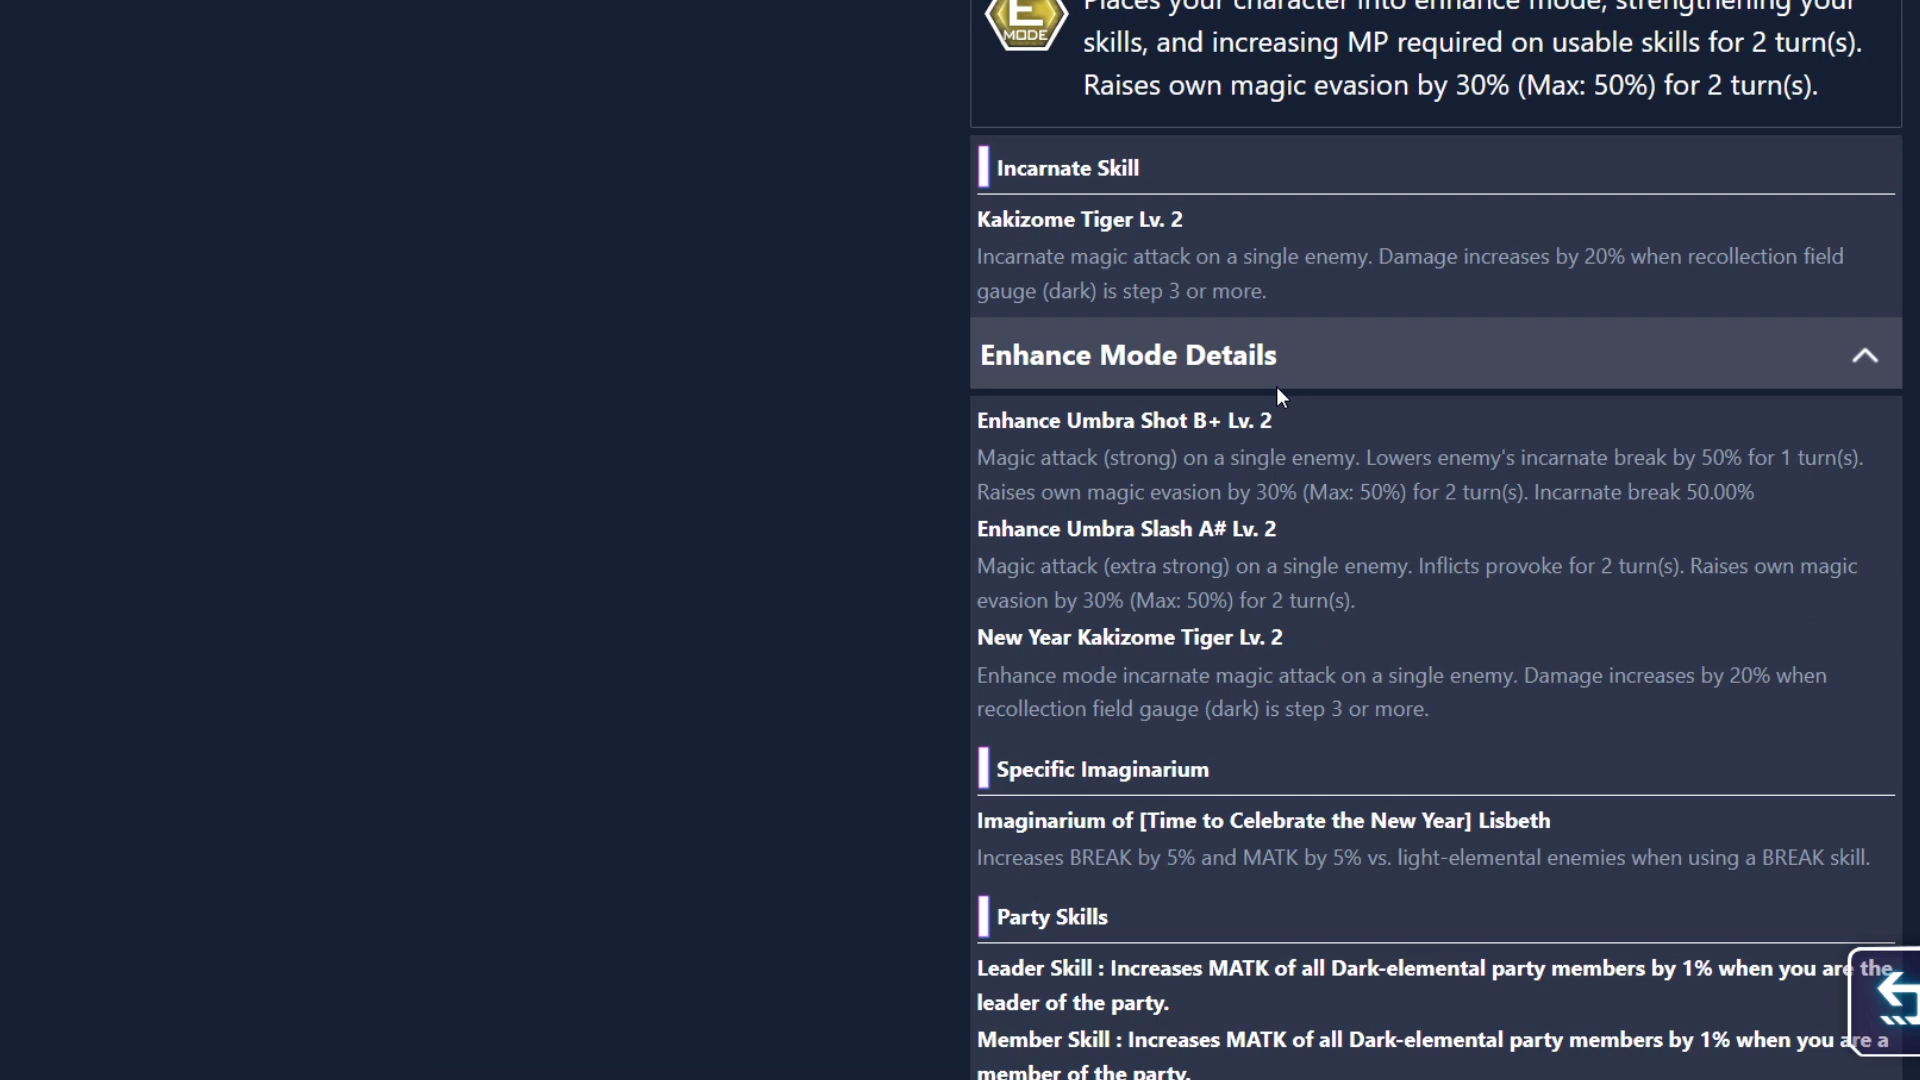 E
MODE
Places your character into enhance mode, strengthening your
skills, and increasing MP required on usable skills for 2 turn(s).
Raises own magic evasion by 30% (Max: 50%) for 2 turn(s).
Incarnate Skill
Kakizome Tiger Lv. 2
Incarnate magic attack on a single enemy. Damage increases by 20% when recollection field
gauge (dark) is step 3 or more.
Enhance Mode Details
Enhance Umbra Shot B+ Lv. 2
Magic attack (strong) on a single enemy. Lowers enemy's incarnate break by 50% for 1 turn(s).
Raises own magic evasion by 30% (Max: 50%) for 2 turn(s). Incarnate break 50.00%
Enhance Umbra Slash A# Lv. 2
Magic attack (extra strong) on a single enemy. Inflicts provoke for 2 turn(s). Raises own magic
evasion by 30% (Max: 50%) for 2 turn(s).
New Year Kakizome Tiger Lv. 2
Enhance mode incarnate magic attack on a single enemy. Damage increases by 20% when
recollection field gauge (dark) is step 3 or more.
Specific Imaginarium
Imaginarium of [Time to Celebrate the New Year] Lisbeth
Increases BREAK by 5% and MATK by 5% vs. light-elemental enemies when using a BREAK skill.
Party Skills
Leader Skill : Increases MATK of all Dark-elemental party members by 1% when you are the
leader of the party.
Member Skill : Increases MATK of all Dark-elemental party members by 1% when you are a
member of the party.